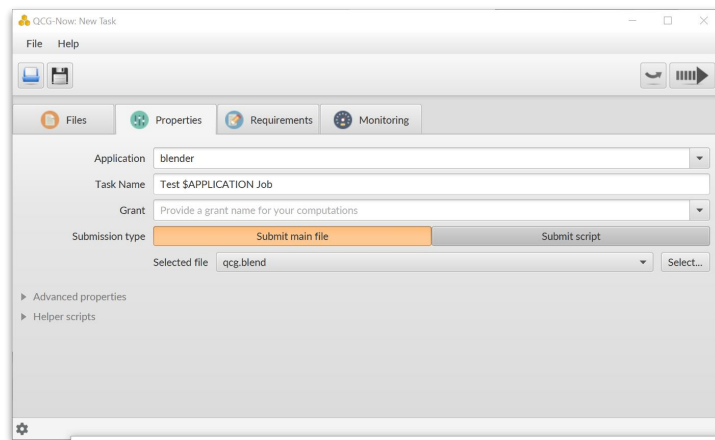 QCG-Now: New Task
File Help
Files Properties Requirements Monitoring
Application blender
Task Name Test $APPLICATION Job
Grant Provide a grant name for your computations
Submission type Submit main file Submit script
Selected file qcg.blend Select...
Advanced properties
Helper scripts